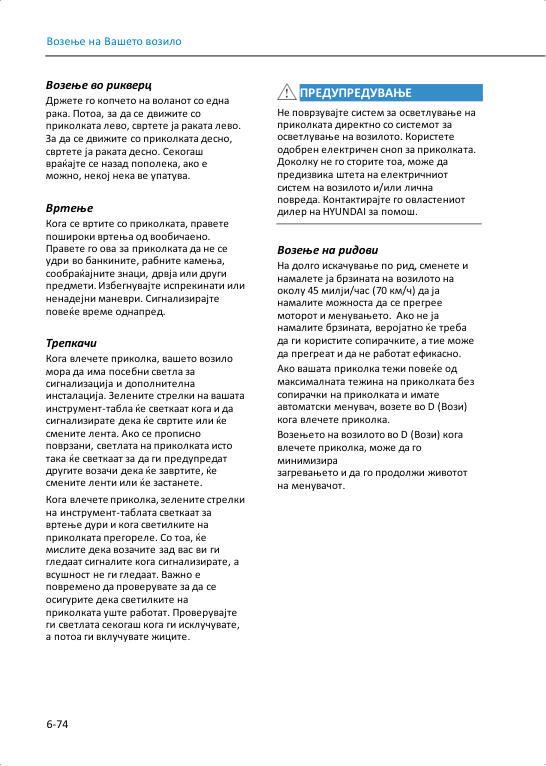 Возење на Вашето возило
Возење во рикверц
Држете го копчето на воланот со една
рака. Потоа, за да се движите со
приколката лево, свртете ја раката лево.
За да се движите со приколката десно,
свртете ја раката десно. Секогаш
враќајте се назад пополека, ако е
можно, некој нека ве упатува.
Вртење
Кога се вртите со приколката, правете
пошироки вртења од вообичаено.
Правете го ова за приколката да не се
удри во банкините, рабните камења,
сообраќајните знаци, дрвја или други
предмети. Избегнувајте испрекинати или
ненадејни маневри. Сигнализирајте
повеќе време однапред.
Трепкачи
Кога влечете приколка, вашето возило
мора да има посебни светла за
сигнализација и дополнителна
инсталација. Зелените стрелки на вашата
инструмент-табла ќе светкаат кога и да
сигнализирате дека ќе свртите или ќе
смените лента. Ако се прописно
поврзани, светлата на приколката исто
така ќе светкаат за да ги предупредат
другите возачи дека ќе завртите, ќе
смените ленти или ќе застанете.
Кога влечете приколка, зелените стрелки
на инструмент-таблата светкаат за
вртење дури и кога светилките на
приколката прегореле. Со тоа, ќе
мислите дека возачите зад вас ви ги
гледаат сигналите кога сигнализирате, а
всушност не ги гледаат. Важно е
повремено да проверувате за да се
осигурите дека светилките на
приколката уште работат. Проверувајте
ги светлата секогаш кога ги исклучувате,
а потоа ги вклучувате жиците.
ПРЕДУПРЕДУВАЊЕ
Не поврзувајте систем за осветлување на
приколката директно со системот за
осветлување на возилото. Користете
одобрен електричен сноп за приколката.
Доколку не го сторите тоа, може да
предизвика штета на електричниот
систем на возилото и/или лична
повреда. Контактирајте го овластениот
дилер на HYUNDAI за помош.
Возење на ридови
На долго искачување по рид, сменете и
намалете ја брзината на возилото на
околу 45 милји/час (70 км/ч) да ја
намалите можноста да се прегрее
моторот и менувањето. Ако не ја
намалите брзината, веројатно ќе треба
да ги користите сопирачките, а тие може
да прегреат и да не работат ефикасно.
Ако вашата приколка тежи повеќе од
максималната тежина на приколката без
сопирачки на приколката и имате
автоматски менувач, возете во D (Вози)
кога влечете приколка.
Возењето на возилото во D (Вози) кога
влечете приколка, може да го
минимизира
загревањето и да го продолжи животот
на менувачот.
6-74